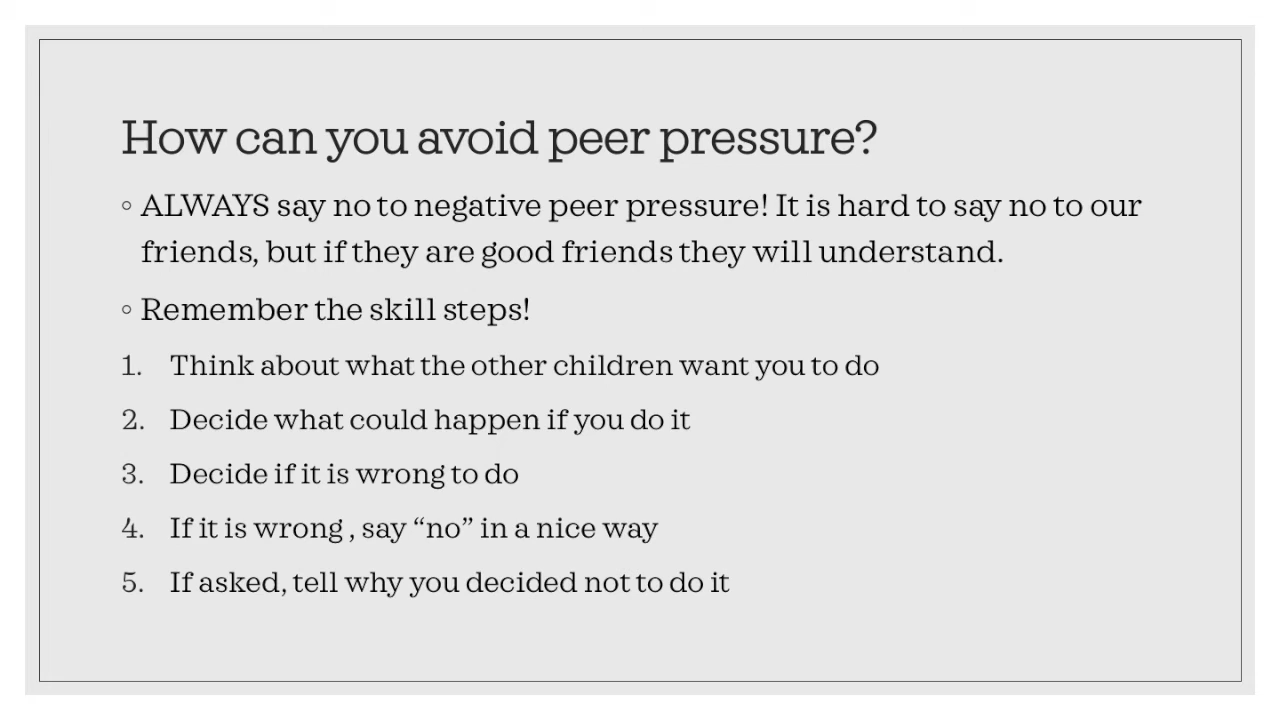 How can you avoid peer pressure?
◦ ALWAYS say no to negative peer pressure! It is hard to say no to our
friends, but if they are good friends they will understand.
◦ Remember the skill steps!
1. Think about what the other children want you to do
2. Decide what could happen if you do it
3. Decide if it is wrong to do
4. If it is wrong , say “no” in a nice way
5. If asked, tell why you decided not to do it